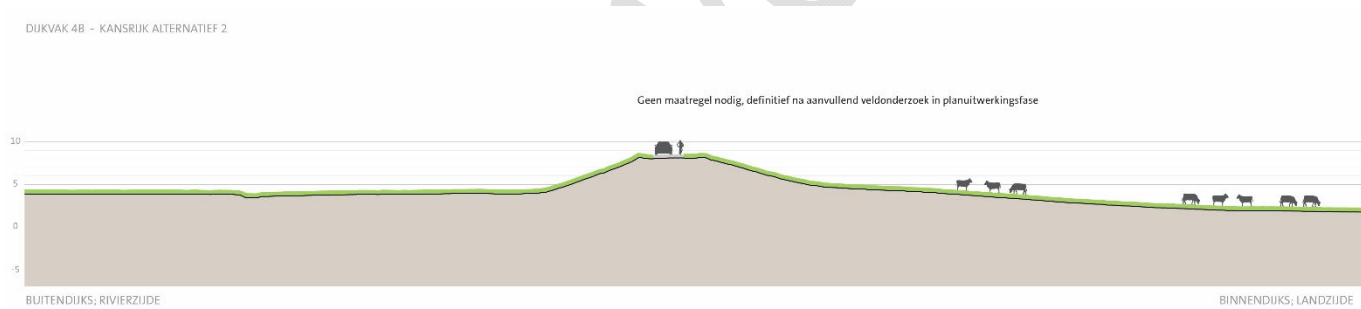 DIJKVAK 4B - KANSRIJK ALTERNATIEF 2
Geen maatregel nodig, definitief na aanvullend veldonderzoek in planuitwerkingsfase
10
5
0
-5
BUITENDIJKS; RIVIERZIJDE
BINNENDIJKS; LANDZIJDE